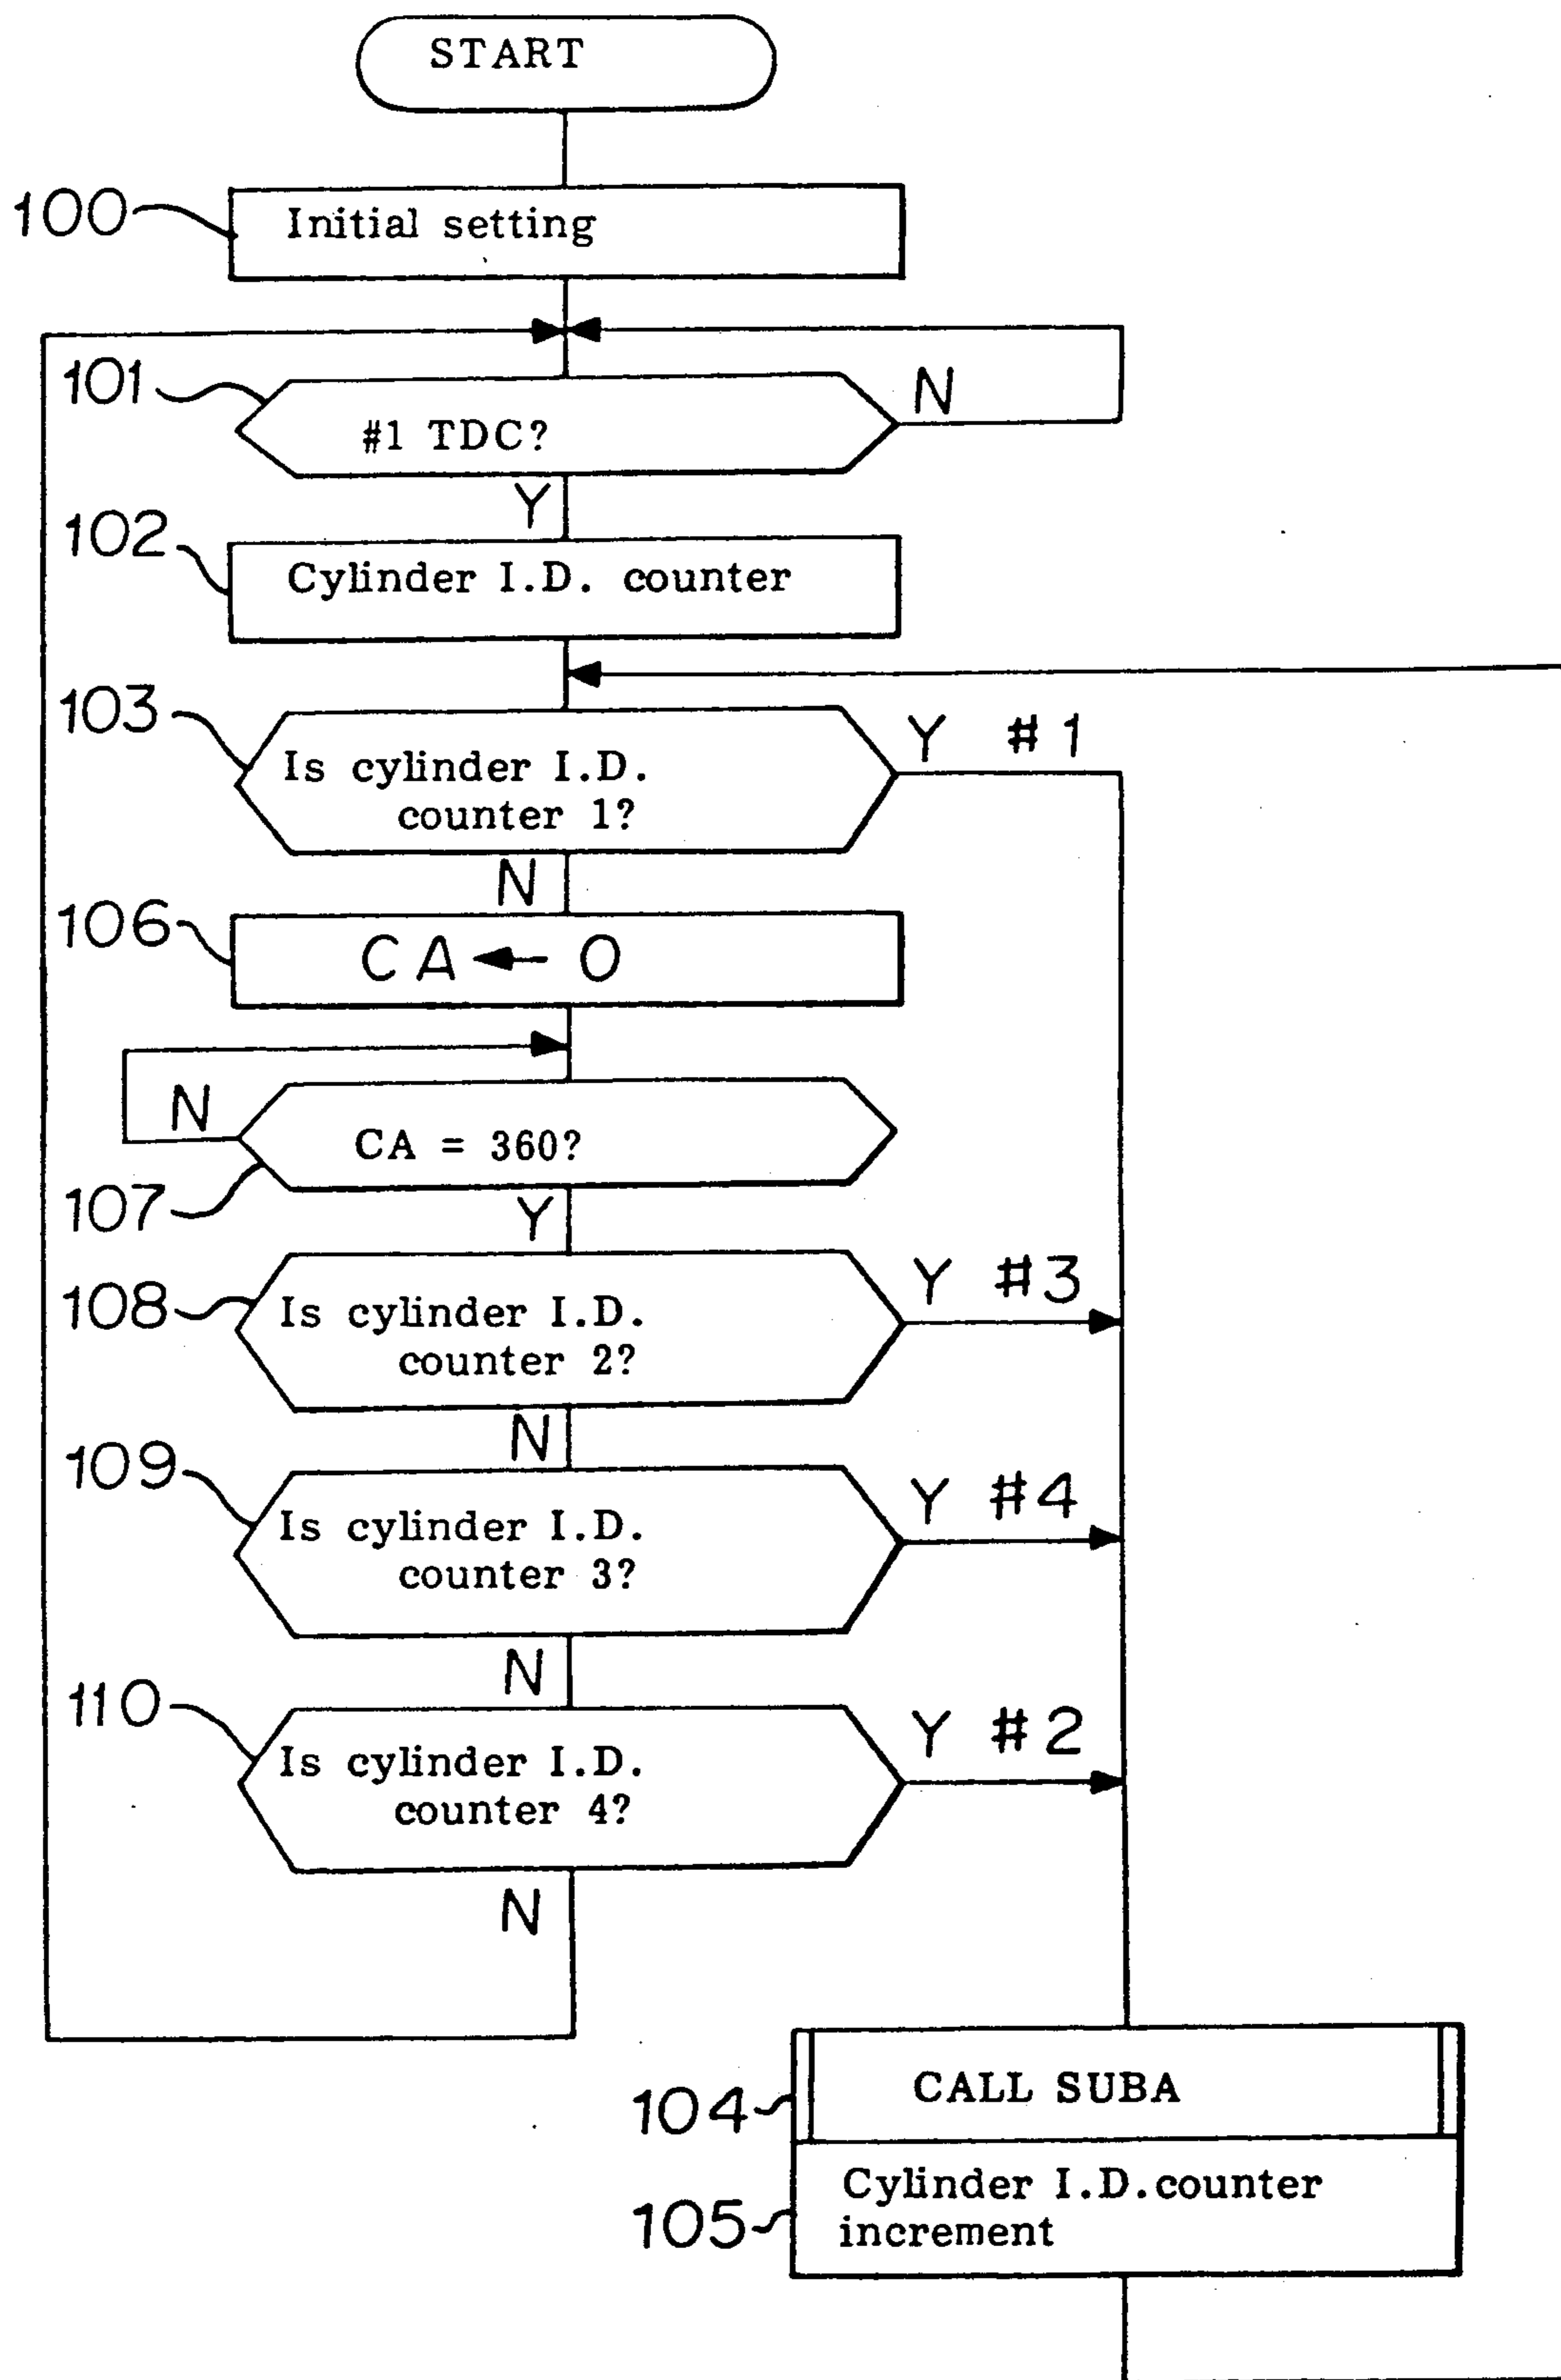 START
100
Initial setting
101
N
#1 TDC?
Y
102
Cylinder I.D. counter
103
Y #1
Is cylinder I.D.
counter 1?
N
106
CA ← 0
N
CA = 360?
107
Y
108
Y #3
Is cylinder I.D.
counter 2?
N
109
Y #4
Is cylinder I.D.
counter 3?
N
110
Y #2
Is cylinder I.D.
counter 4?
N
104
CALL SUBA
105
Cylinder I.D.counter
increment